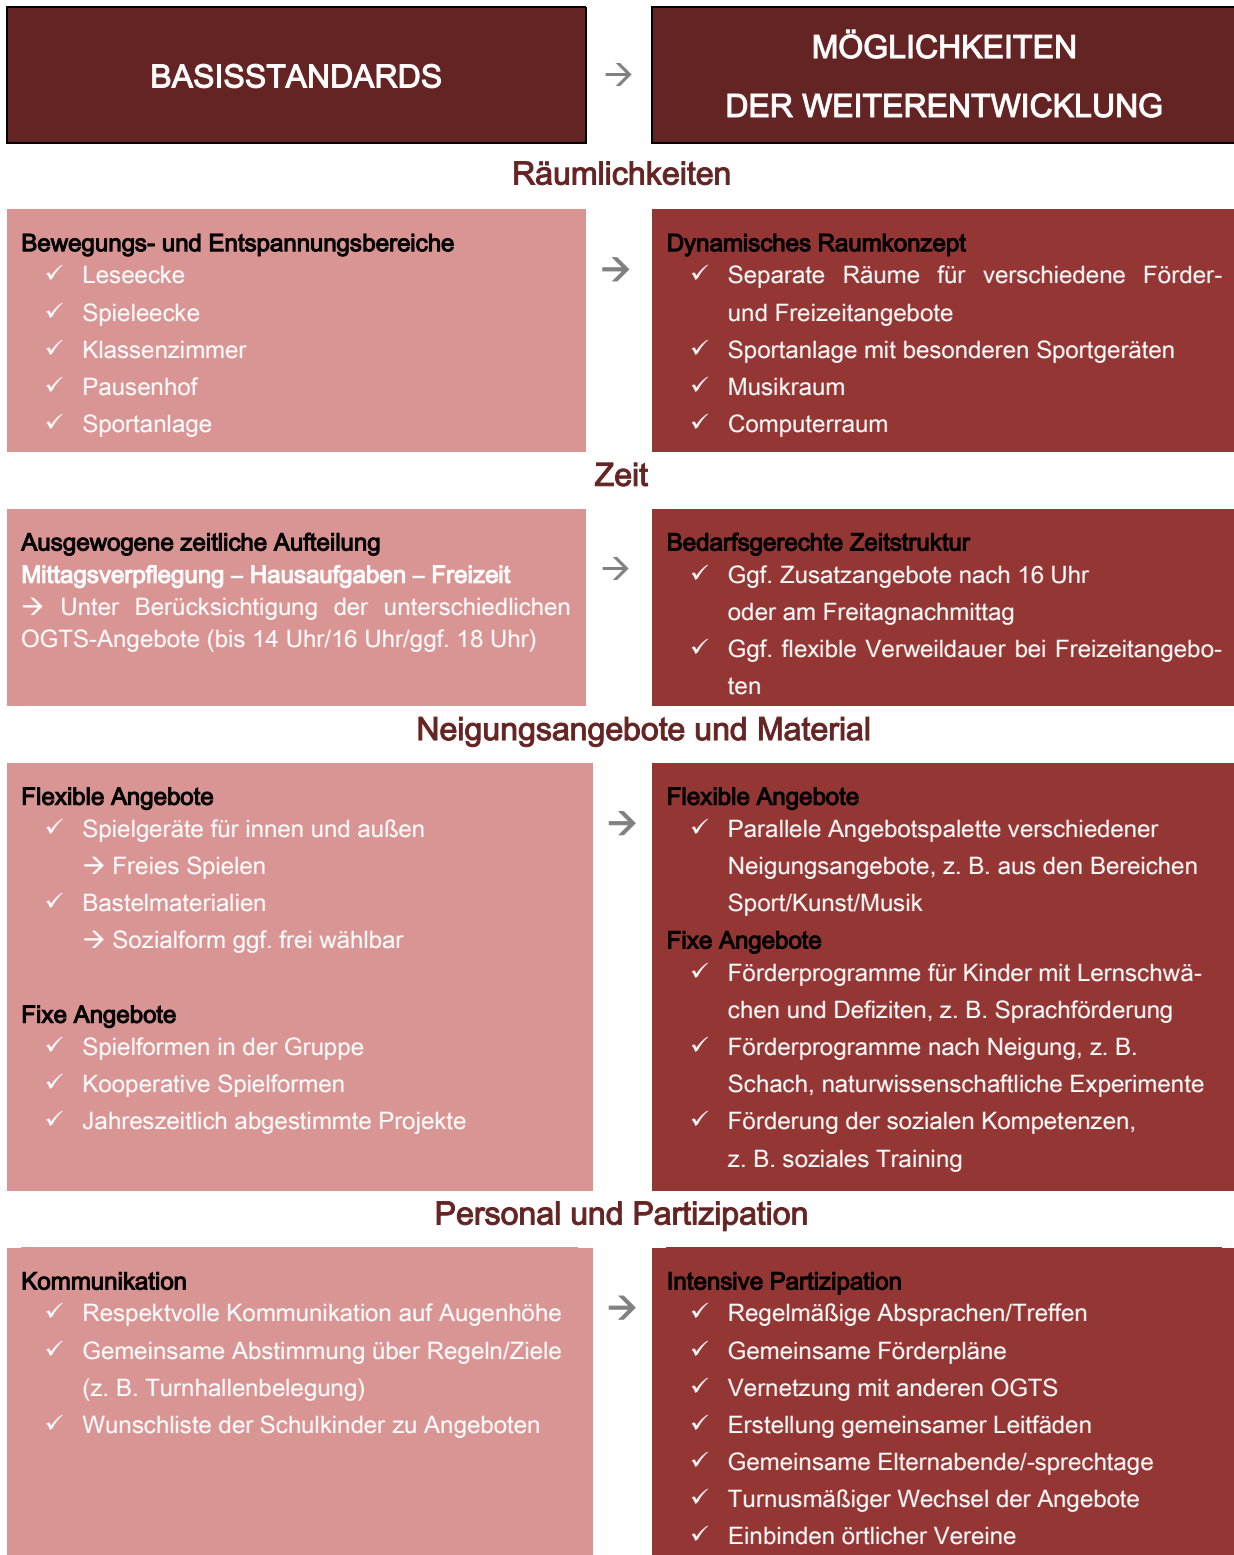 BASISSTANDARDS
→
MÖGLICHKEITEN
DER WEITERENTWICKLUNG
Räumlichkeiten
Bewegungs- und Entspannungsbereiche
✓ Leseecke
✓ Spieleecke
✓ Klassenzimmer
✓ Pausenhof
✓ Sportanlage
→
Dynamisches Raumkonzept
✓ Separate Räume für verschiedene Förder-
und Freizeitangebote
✓ Sportanlage mit besonderen Sportgeräten
✓ Musikraum
✓ Computerraum
Zeit
Ausgewogene zeitliche Aufteilung
Mittagsverpflegung – Hausaufgaben – Freizeit
→ Unter Berücksichtigung der unterschiedlichen
OGTS-Angebote (bis 14 Uhr/16 Uhr/ggf. 18 Uhr)
→
Bedarfsgerechte Zeitstruktur
✓ Ggf. Zusatzangebote nach 16 Uhr
oder am Freitagnachmittag
✓ Ggf. flexible Verweildauer bei Freizeitangebo-
ten
Neigungsangebote und Material
Flexible Angebote
✓ Spielgeräte für innen und außen
→ Freies Spielen
✓ Bastelmaterialien
→ Sozialform ggf. frei wählbar
Fixe Angebote
✓ Spielformen in der Gruppe
✓ Kooperative Spielformen
✓ Jahreszeitlich abgestimmte Projekte
→
Flexible Angebote
✓ Parallele Angebotspalette verschiedener
Neigungsangebote, z. B. aus den Bereichen
Sport/Kunst/Musik
Fixe Angebote
✓ Förderprogramme für Kinder mit Lernschwä-
chen und Defiziten, z. B. Sprachförderung
✓ Förderprogramme nach Neigung, z. B.
Schach, naturwissenschaftliche Experimente
✓ Förderung der sozialen Kompetenzen,
z. B. soziales Training
Personal und Partizipation
Kommunikation
✓ Respektvolle Kommunikation auf Augenhöhe
✓ Gemeinsame Abstimmung über Regeln/Ziele
(z. B. Turnhallenbelegung)
✓ Wunschliste der Schulkinder zu Angeboten
→
Intensive Partizipation
✓ Regelmäßige Absprachen/Treffen
✓ Gemeinsame Förderpläne
✓ Vernetzung mit anderen OGTS
✓ Erstellung gemeinsamer Leitfäden
✓ Gemeinsame Elternabende/-sprechtage
✓ Turnusmäßiger Wechsel der Angebote
✓ Einbinden örtlicher Vereine